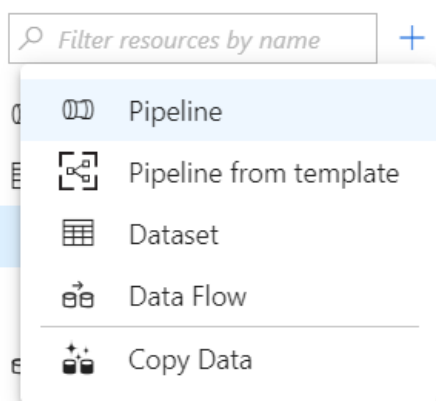 Filter resources by name
Pipeline
Pipeline from template
Dataset
Data Flow
Copy Data